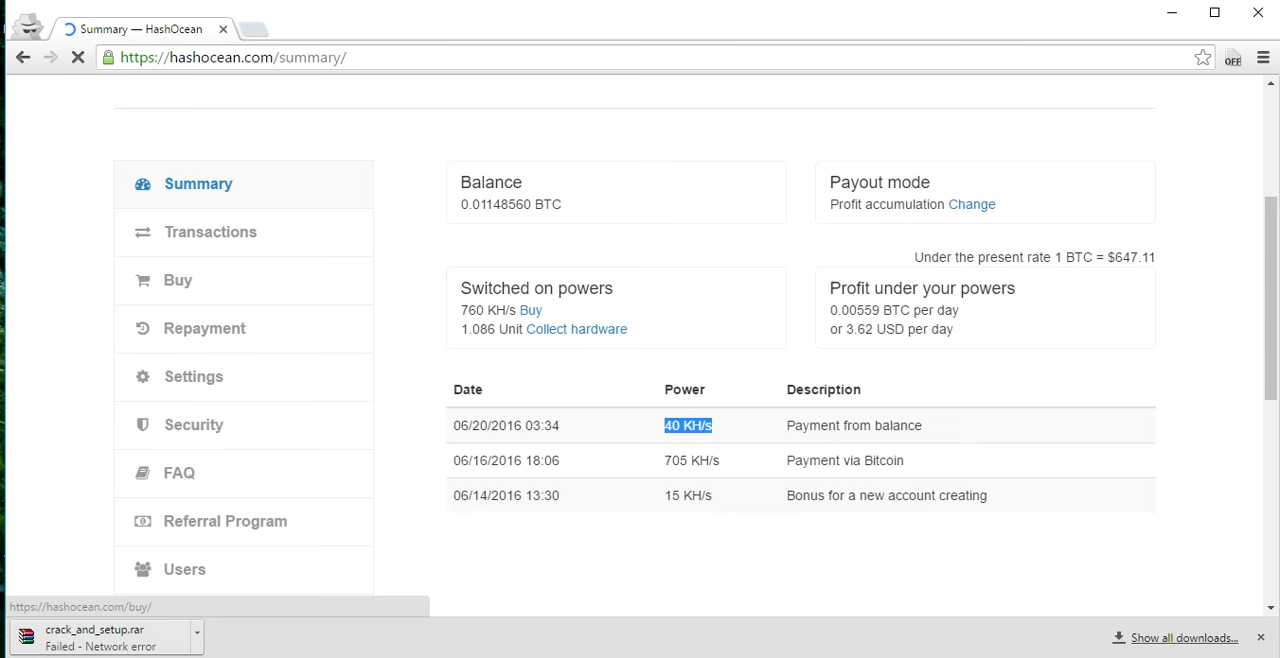 Summary — HashOcean
https://hashocean.com/summary/
OFF
Summary
Transactions
Buy
Repayment
Settings
Security
FAQ
Referral Program
Users
Balance
0.01148560 BTC
Payout mode
Profit accumulation Change
Under the present rate 1 BTC = $647.11
Switched on powers
760 KH/s Buy
1.086 Unit Collect hardware
Profit under your powers
0.00559 BTC per day
or 3.62 USD per day
Date Power Description
06/20/2016 03:34 40 KH/s Payment from balance
06/16/2016 18:06 705 KH/s Payment via Bitcoin
06/14/2016 13:30 15 KH/s Bonus for a new account creating
https://hashocean.com/buy/
crack_and_setup.rar
Failed - Network error
Show all downloads...